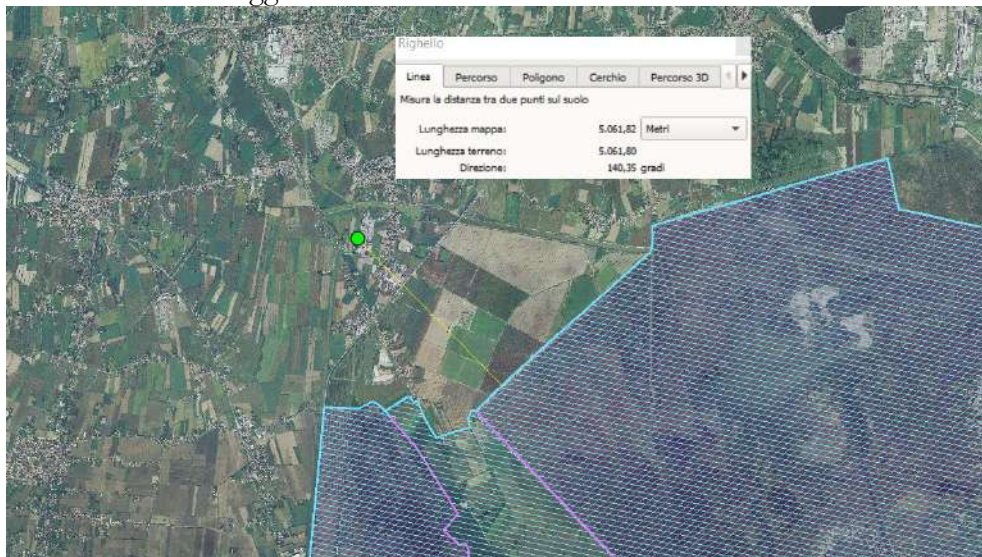 Righello
Linea Percorso Poligono Cerchio Percorso 3D
Misura la distanza tra due punti sul suolo
Lunghezza mappa: 5.061,82 Metri
Lunghezza terreno: 5.061,80
Direzione: 140,35 gradi